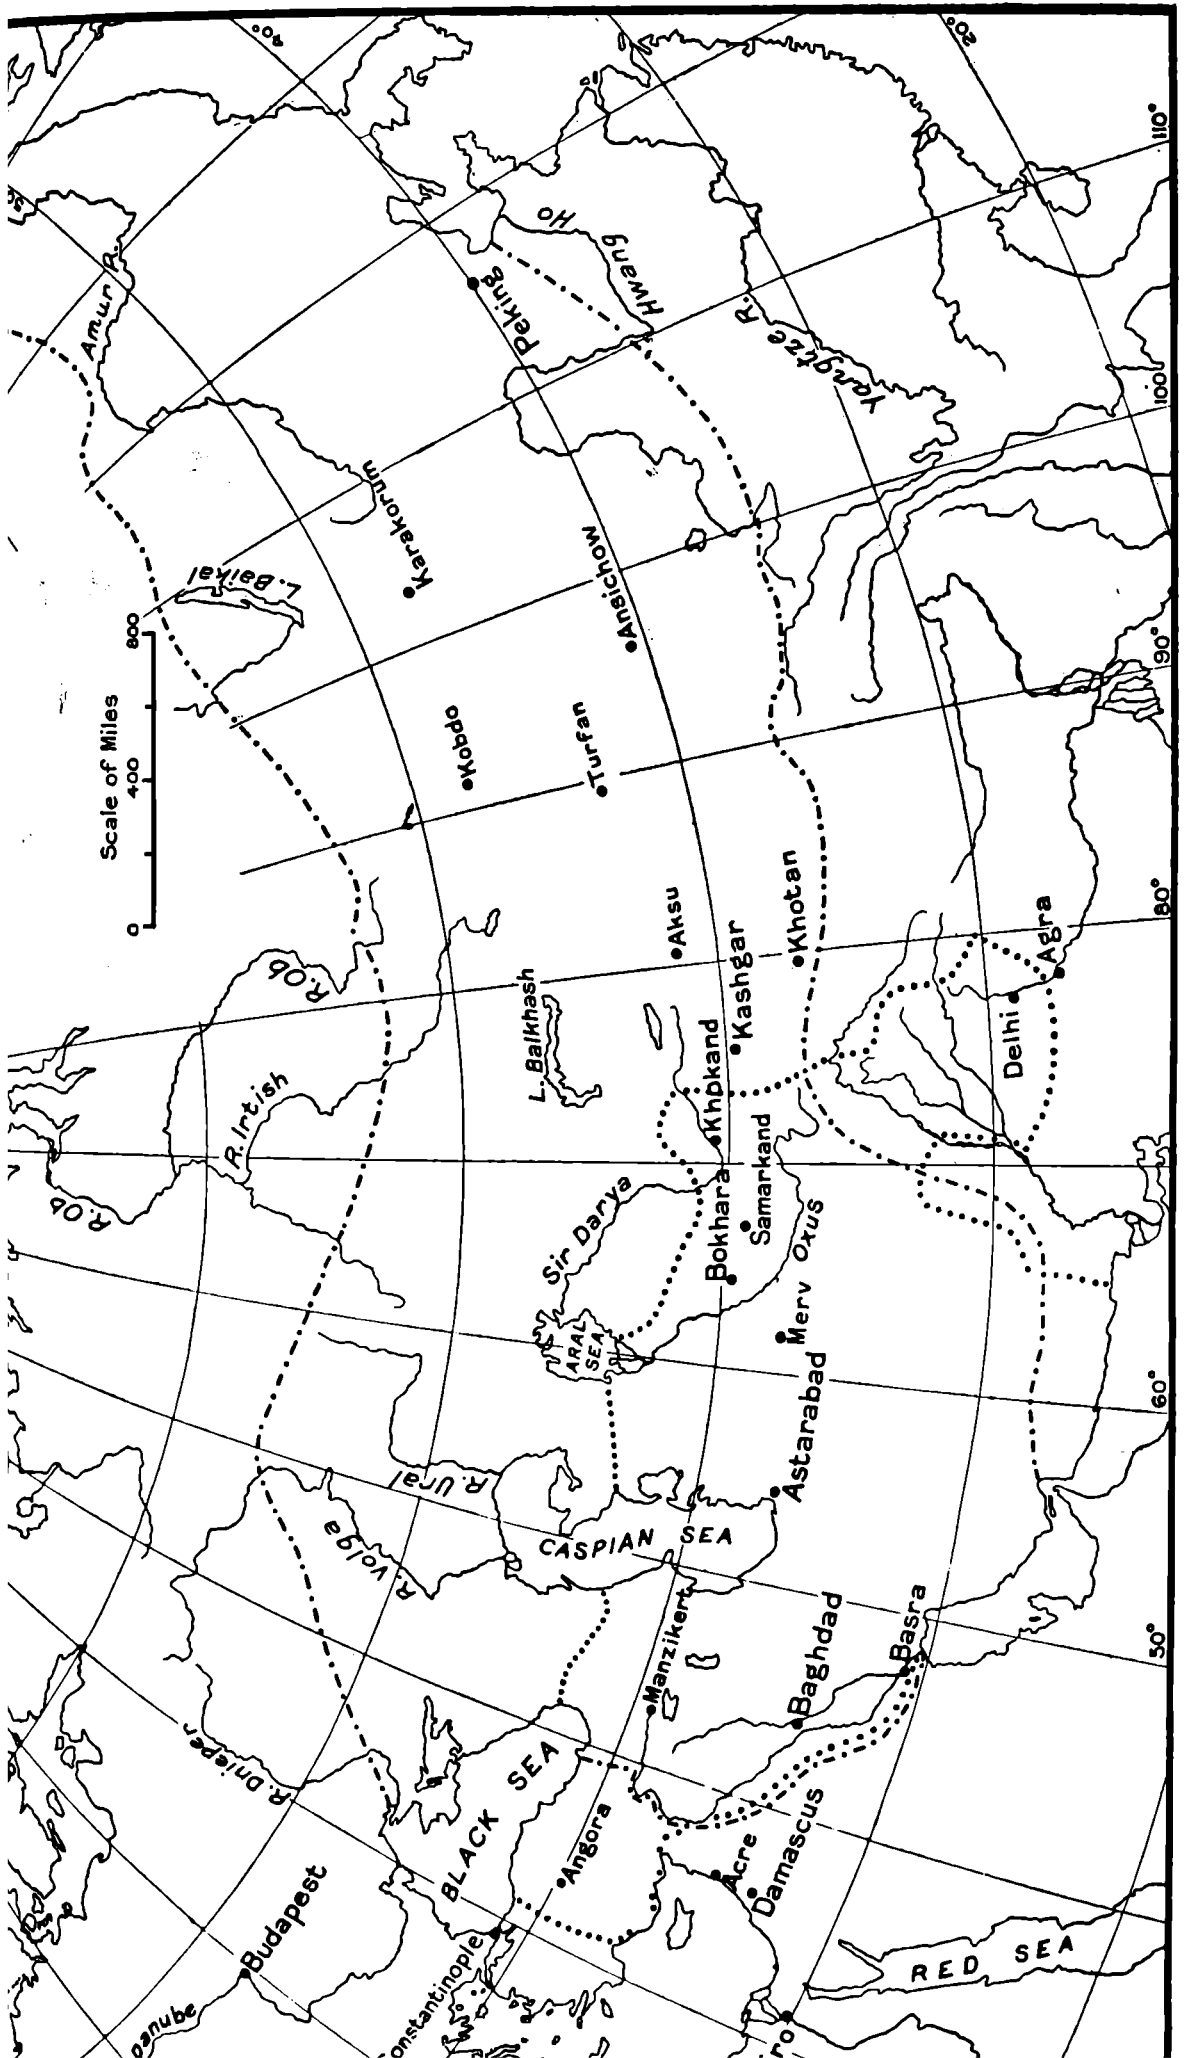 40°
20°
110°
50
Amur R.
Peking
Hwang
Ho
Yangtze R.
100
Karakorum
L. Baikal
Ansichow
90°
Scale of Miles
0 400 800
Kobdo
Turfan
R. Ob
L. Balkhash
Aksu
Kashgar
Khotan
Agra
80°
Delhi
R. Irtish
R. Ob
Khokand
Samarkand
Bokhara
Sir Darya
Oxus
ARAL
SEA
Merv
Astarabad
60°
R. Ural
R. Volga
CASPIAN SEA
Manzikert
Baghdad
Basra
50°
R. Dnieper
BLACK SEA
Angora
Acre
Damascus
Budapest
Constantinople
RED SEA
Danube
ro